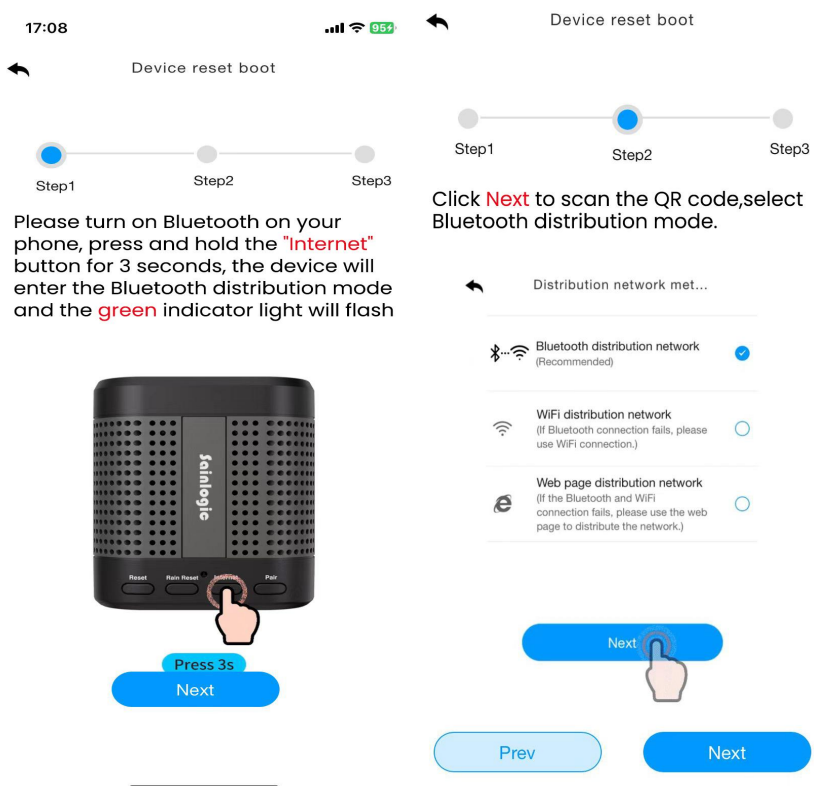 17:08
95
Device reset boot
Step1
Step2
Step3
Please turn on Bluetooth on your
phone, press and hold the "Internet"
button for 3 seconds, the device will
enter the Bluetooth distribution mode
and the green indicator light will flash
Sainlogic
Reset
Rain Reset
Internet
Pair
Press 3s
Next
Device reset boot
Step1
Step2
Step3
Click Next to scan the QR code,select
Bluetooth distribution mode.
Distribution network met...
Bluetooth distribution network
(Recommended)
WiFi distribution network
(If Bluetooth connection fails, please
use WiFi connection.)
Web page distribution network
(If the Bluetooth and WiFi
connection fails, please use the web
page to distribute the network.)
Next
Prev
Next